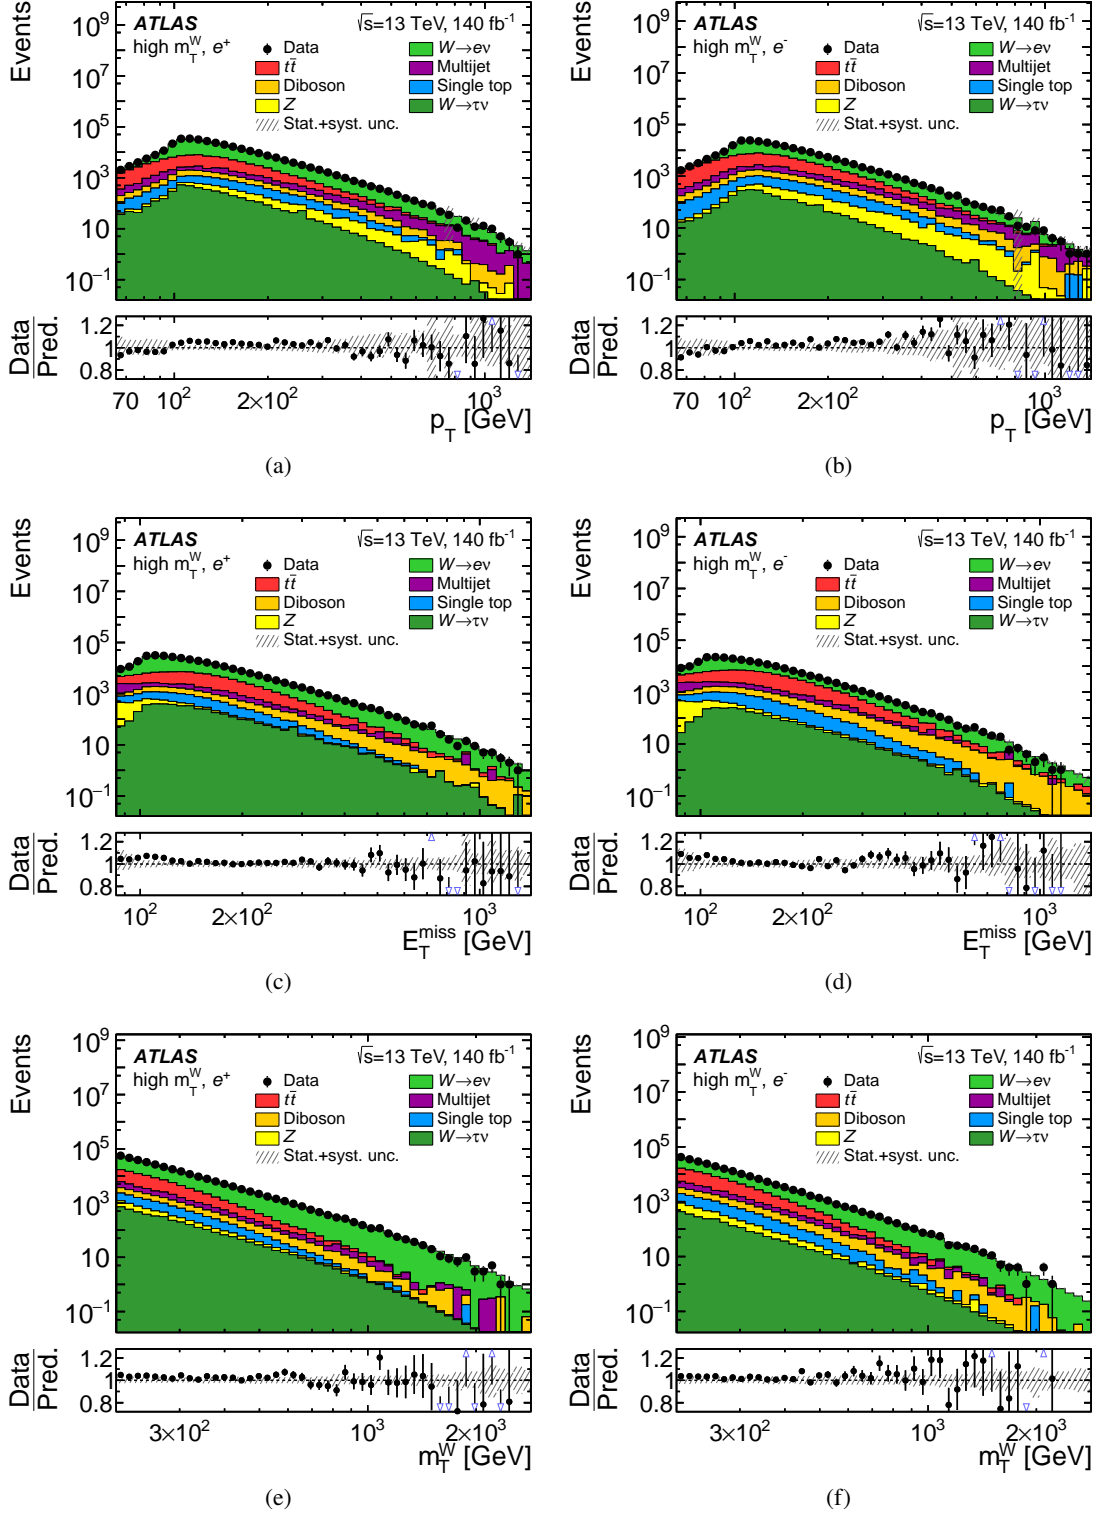 Events
10⁹
10⁷
10⁵
10³
10
10⁻¹
ATLAS
√s=13 TeV, 140 fb⁻¹
high m_T^W, e⁺
Data
tt̄
Diboson
Z
Stat.+syst. unc.
W→eν
Multijet
Single top
W→τν
Data
Pred.
1.2
1
0.8
70
10²
2×10²
10³
p_T [GeV]
(a)
Events
10⁹
10⁷
10⁵
10³
10
10⁻¹
ATLAS
√s=13 TeV, 140 fb⁻¹
high m_T^W, e⁻
Data
tt̄
Diboson
Z
Stat.+syst. unc.
W→eν
Multijet
Single top
W→τν
Data
Pred.
1.2
1
0.8
70
10²
2×10²
10³
p_T [GeV]
(b)
Events
10⁹
10⁷
10⁵
10³
10
10⁻¹
ATLAS
√s=13 TeV, 140 fb⁻¹
high m_T^W, e⁺
Data
tt̄
Diboson
Z
Stat.+syst. unc.
W→eν
Multijet
Single top
W→τν
Data
Pred.
1.2
1
0.8
10²
2×10²
10³
E_T^miss [GeV]
(c)
Events
10⁹
10⁷
10⁵
10³
10
10⁻¹
ATLAS
√s=13 TeV, 140 fb⁻¹
high m_T^W, e⁻
Data
tt̄
Diboson
Z
Stat.+syst. unc.
W→eν
Multijet
Single top
W→τν
Data
Pred.
1.2
1
0.8
10²
2×10²
10³
E_T^miss [GeV]
(d)
Events
10⁹
10⁷
10⁵
10³
10
10⁻¹
ATLAS
√s=13 TeV, 140 fb⁻¹
high m_T^W, e⁺
Data
tt̄
Diboson
Z
Stat.+syst. unc.
W→eν
Multijet
Single top
W→τν
Data
Pred.
1.2
1
0.8
3×10²
10³
2×10³
m_T^W [GeV]
(e)
Events
10⁹
10⁷
10⁵
10³
10
10⁻¹
ATLAS
√s=13 TeV, 140 fb⁻¹
high m_T^W, e⁻
Data
tt̄
Diboson
Z
Stat.+syst. unc.
W→eν
Multijet
Single top
W→τν
Data
Pred.
1.2
1
0.8
3×10²
10³
2×10³
m_T^W [GeV]
(f)